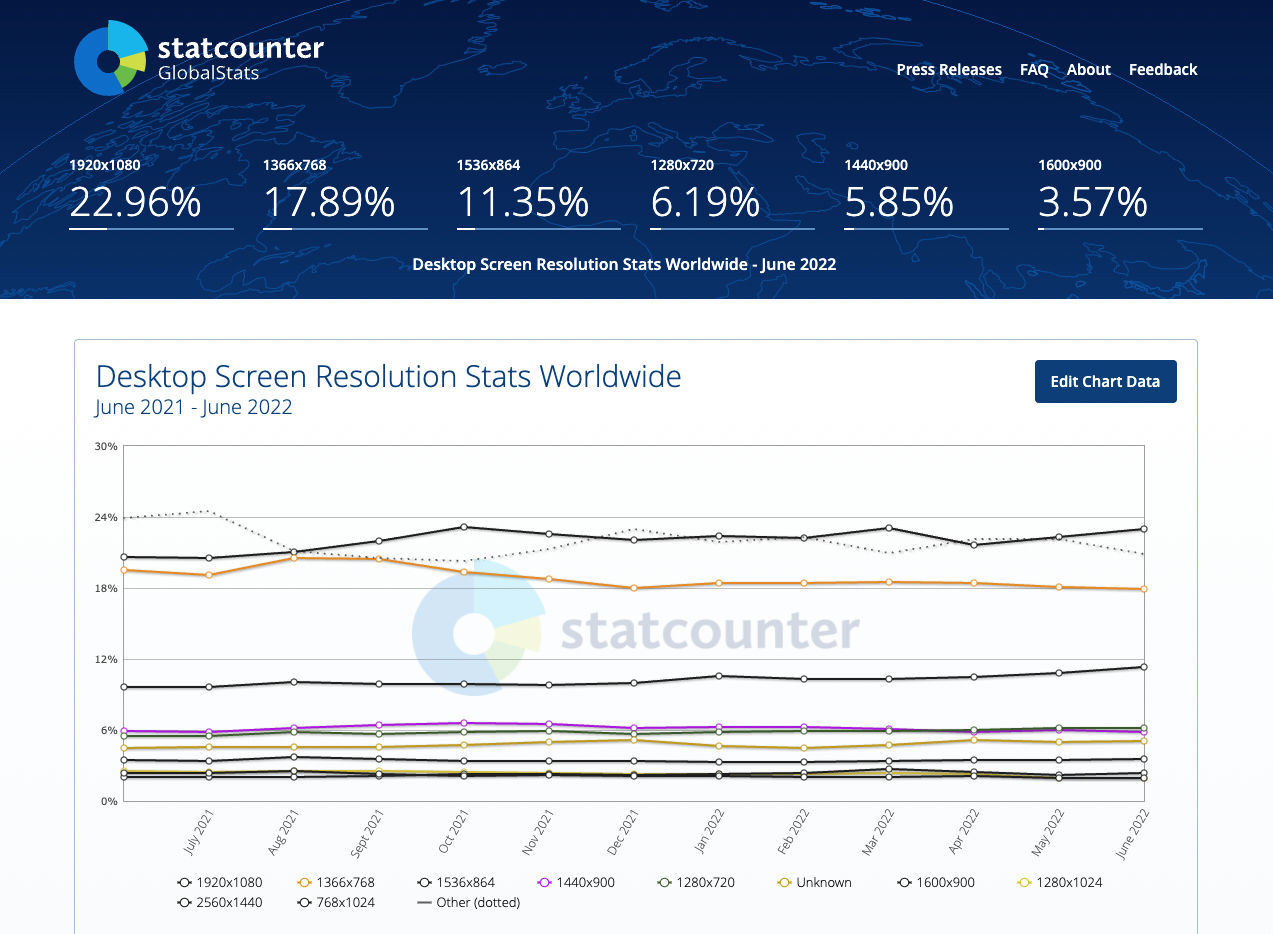 statcounter
GlobalStats
Press Releases FAQ About Feedback
1920x1080 1366x768 1536x864 1280x720 1440x900 1600x900
22.96% 17.89% 11.35% 6.19% 5.85% 3.57%
Desktop Screen Resolution Stats Worldwide - June 2022
Desktop Screen Resolution Stats Worldwide
June 2021 - June 2022
Edit Chart Data
30%
24%
18%
statcounter
12%
6%
0%
July 2021 Aug 2021 Sept 2021 Oct 2021 Nov 2021 Dec 2021 Jan 2022 Feb 2022 Mar 2022 Apr 2022 May 2022 June 2022
1920x1080 1366x768 1536x864 1440x900 1280x720 Unknown 1600x900 1280x1024
2560x1440 768x1024 Other (dotted)